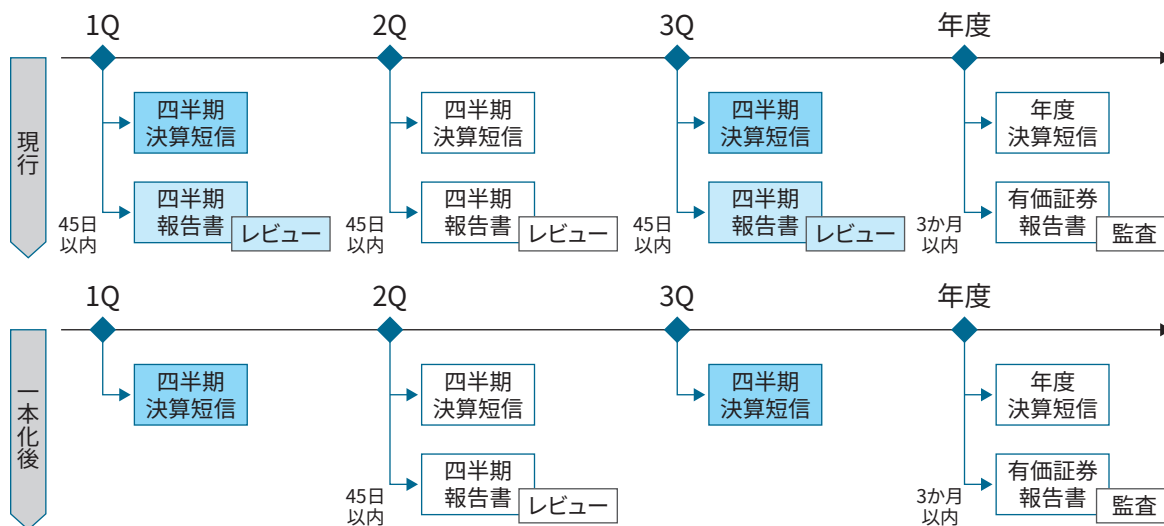 1Q
2Q
3Q
年度
現行
四半期
決算短信
四半期
決算短信
四半期
決算短信
年度
決算短信
45日
以内
四半期
報告書
レビュー
45日
以内
四半期
報告書
レビュー
45日
以内
四半期
報告書
レビュー
3か月
以内
有価証券
報告書
監査
1Q
2Q
3Q
年度
一本化後
四半期
決算短信
四半期
決算短信
四半期
決算短信
年度
決算短信
45日
以内
四半期
報告書
レビュー
3か月
以内
有価証券
報告書
監査